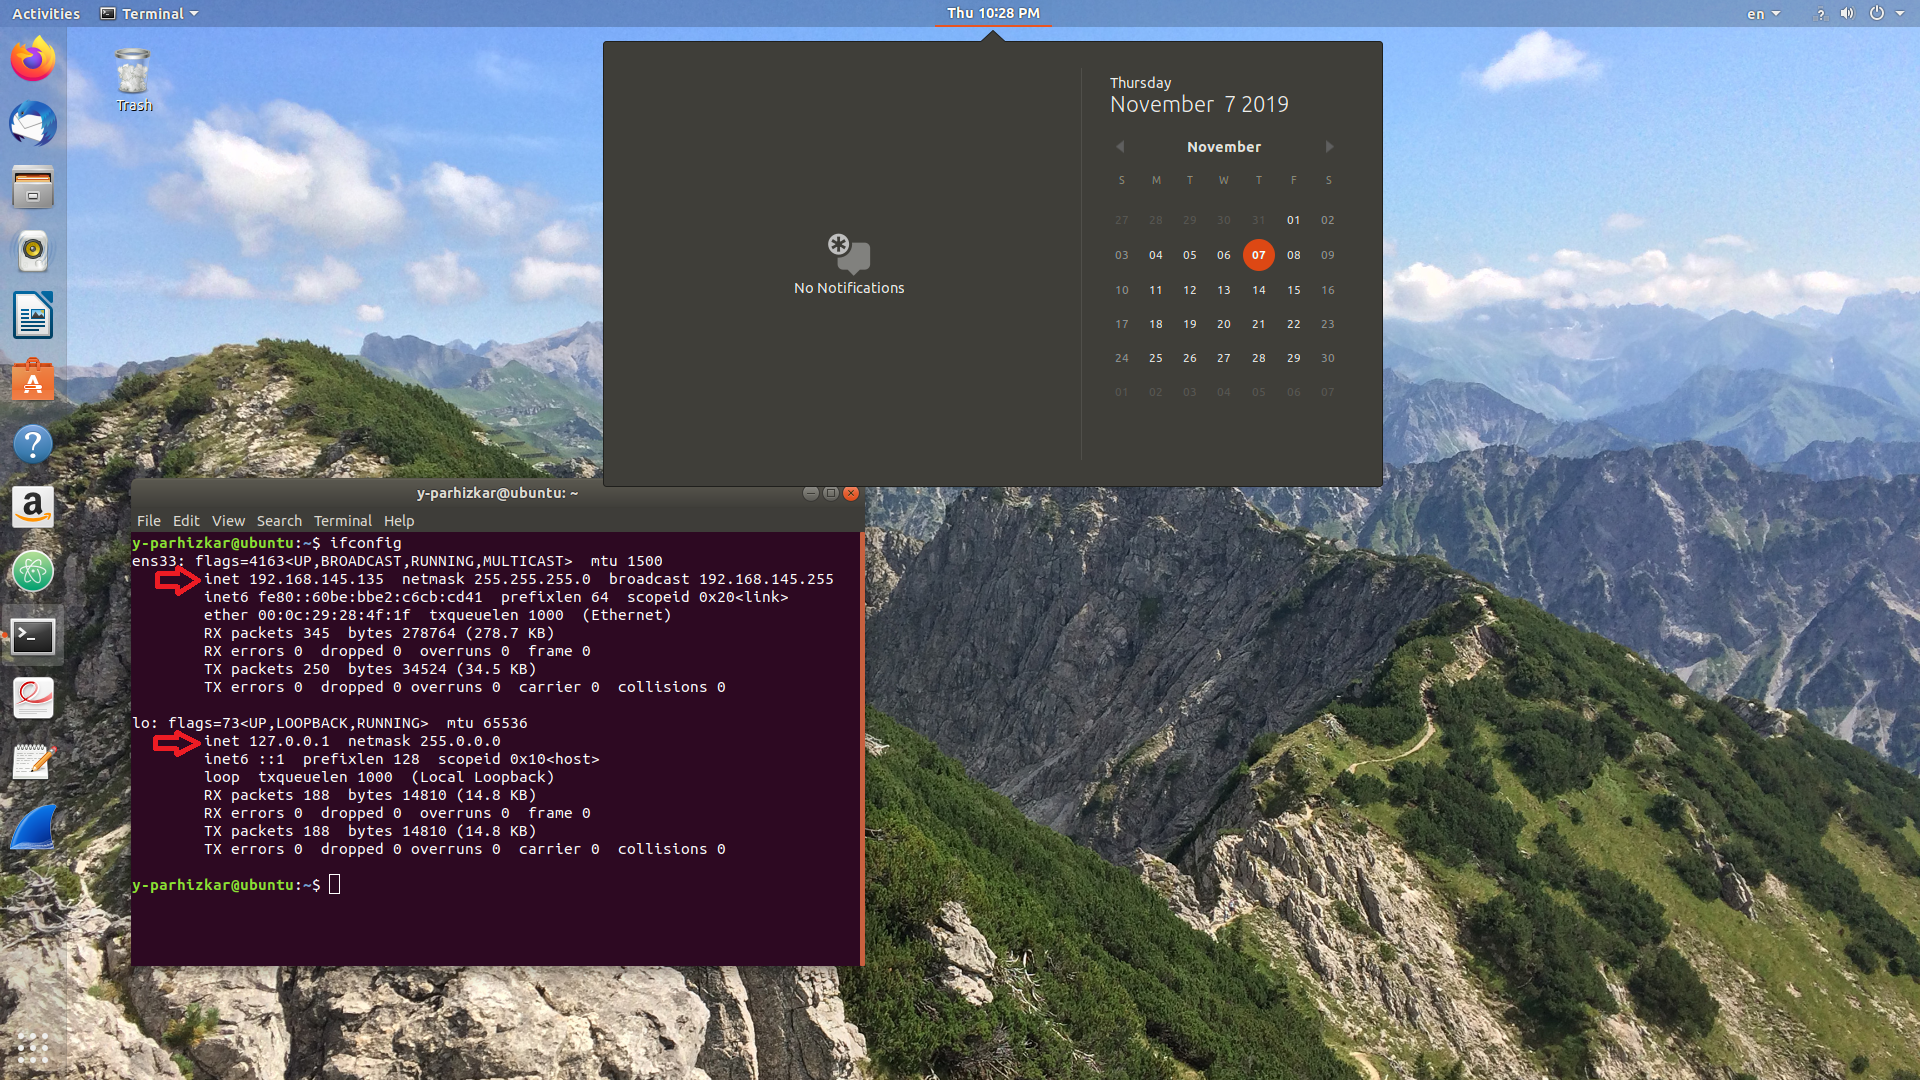 Activities Terminal Thu 10:28 PM en ?
Trash
Thursday
November 7 2019
November
S M T W T F S
27 28 29 30 31 01 02
03 04 05 06 07 08 09
10 11 12 13 14 15 16
17 18 19 20 21 22 23
24 25 26 27 28 29 30
01 02 03 04 05 06 07
No Notifications
y-parhizkar@ubuntu: ~
File Edit View Search Terminal Help
y-parhizkar@ubuntu:~$ ifconfig
ens33: flags=4163<UP,BROADCAST,RUNNING,MULTICAST>  mtu 1500
inet 192.168.145.135  netmask 255.255.255.0  broadcast 192.168.145.255
inet6 fe80::60be:bbe2:c6cb:cd41  prefixlen 64  scopeid 0x20<link>
ether 00:0c:29:28:4f:1f  txqueuelen 1000  (Ethernet)
RX packets 345  bytes 278764 (278.7 KB)
RX errors 0  dropped 0  overruns 0  frame 0
TX packets 250  bytes 34524 (34.5 KB)
TX errors 0  dropped 0 overruns 0  carrier 0  collisions 0
lo: flags=73<UP,LOOPBACK,RUNNING>  mtu 65536
inet 127.0.0.1  netmask 255.0.0.0
inet6 ::1  prefixlen 128  scopeid 0x10<host>
loop  txqueuelen 1000  (Local Loopback)
RX packets 188  bytes 14810 (14.8 KB)
RX errors 0  dropped 0  overruns 0  frame 0
TX packets 188  bytes 14810 (14.8 KB)
TX errors 0  dropped 0 overruns 0  carrier 0  collisions 0
y-parhizkar@ubuntu:~$